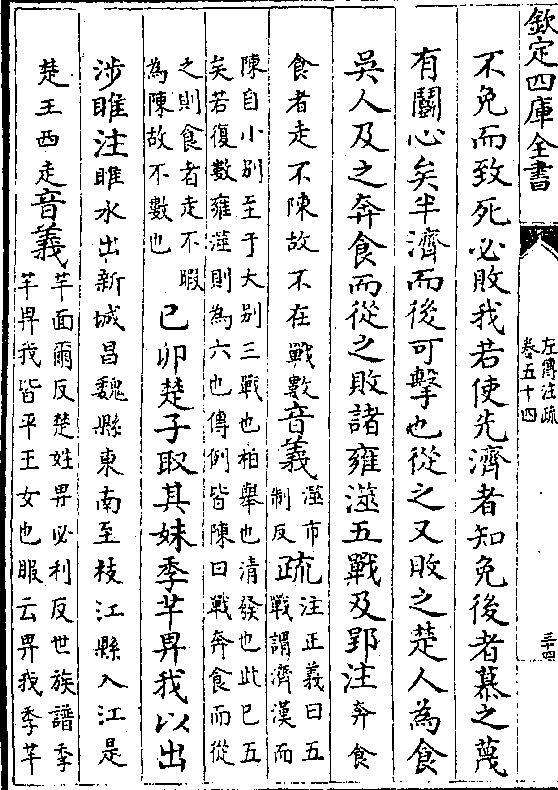 欽定四庫全書
左傳注疏
卷五十四
三十四
不免而致死必敗我若使先濟者知免後者慕之蔑
有鬭心矣半濟而後可擊也從之又敗之楚人為食
吳人及之奔食而從之敗諸雍澨五戰及郢注奔食
食者走不陳故不在戰數音義澨市制反疏注正義曰五戰謂濟漢而
陳自小别至于大别三戰也柏舉也清發也此已五
矣若復數雍澨則為六也傳例皆陳曰戰奔食而從
之則食者走不暇為陳故不數也己卯楚子取其妹季芊畀我以出
涉睢注睢水出新城昌魏縣東南至枝江縣入江是
楚王西走音義芊面爾反楚姓畀必利反世族譜季芊畀我皆平王女也服云畀我季芊